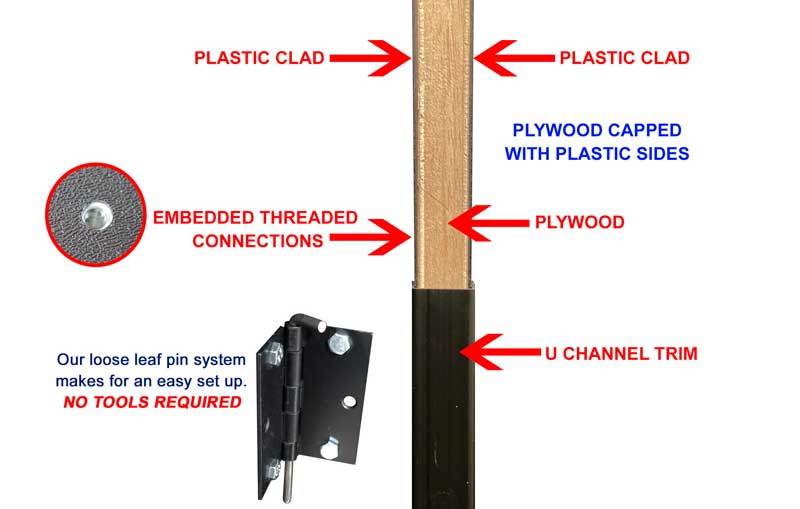 PLASTIC CLAD
PLASTIC CLAD
PLYWOOD CAPPED
WITH PLASTIC SIDES
EMBEDDED THREADED
CONNECTIONS
PLYWOOD
U CHANNEL TRIM
Our loose leaf pin system
makes for an easy set up.
NO TOOLS REQUIRED